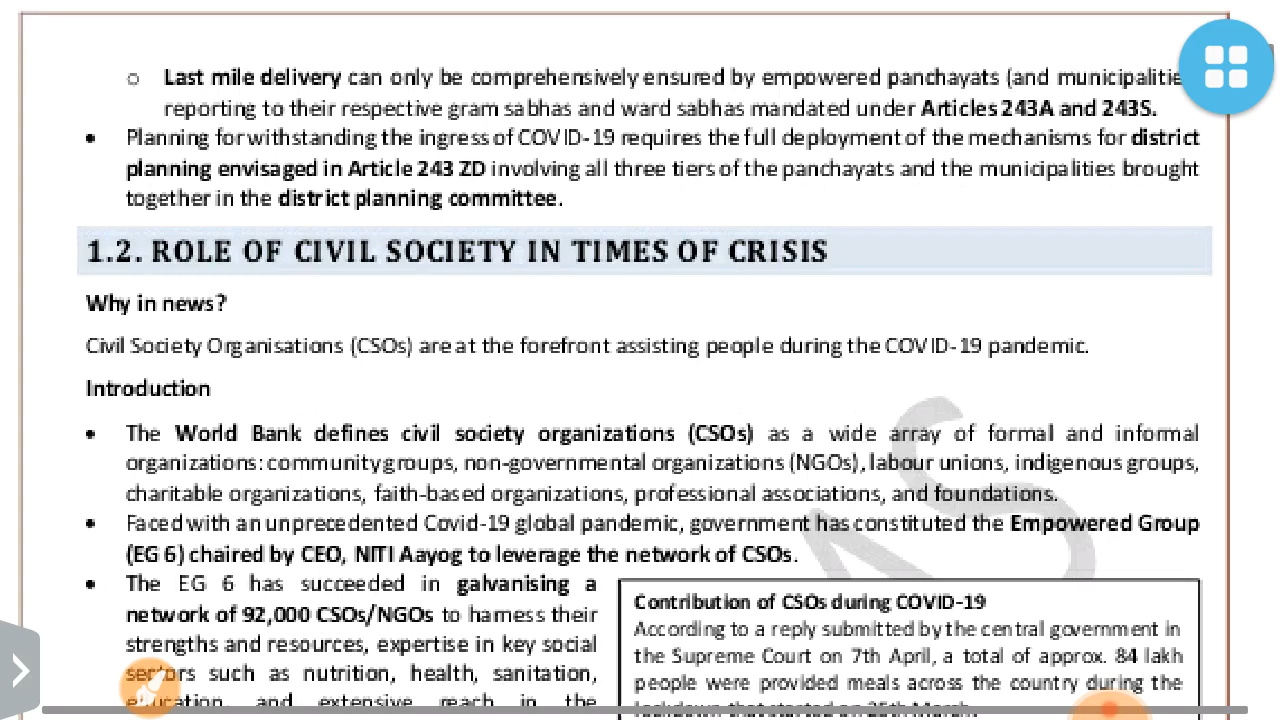 ○ Last mile delivery can only be comprehensively ensured by empowered panchayats (and municipalitie
reporting to their respective gram sabhas and ward sabhas mandated under Articles 243A and 243S.
• Planning for withstanding the ingress of COVID-19 requires the full deployment of the mechanisms for district
planning envisaged in Article 243 ZD involving all three tiers of the panchayats and the municipalities brought
together in the district planning committee.
1.2. ROLE OF CIVIL SOCIETY IN TIMES OF CRISIS
Why in news?
Civil Society Organisations (CSOs) are at the forefront assisting people during the COVID-19 pandemic.
Introduction
• The World Bank defines civil society organizations (CSOs) as a wide array of formal and informal
organizations: community groups, non-governmental organizations (NGOs), labour unions, indigenous groups,
charitable organizations, faith-based organizations, professional associations, and foundations.
• Faced with an unprecedented Covid-19 global pandemic, government has constituted the Empowered Group
(EG 6) chaired by CEO, NITI Aayog to leverage the network of CSOs.
• The EG 6 has succeeded in galvanising a
network of 92,000 CSOs/NGOs to harness their
strengths and resources, expertise in key social
sectors such as nutrition, health, sanitation,
education, and extensive reach in the
Contribution of CSOs during COVID-19
According to a reply submitted by the central government in
the Supreme Court on 7th April, a total of approx. 84 lakh
people were provided meals across the country during the
lockdown that started on 25th March